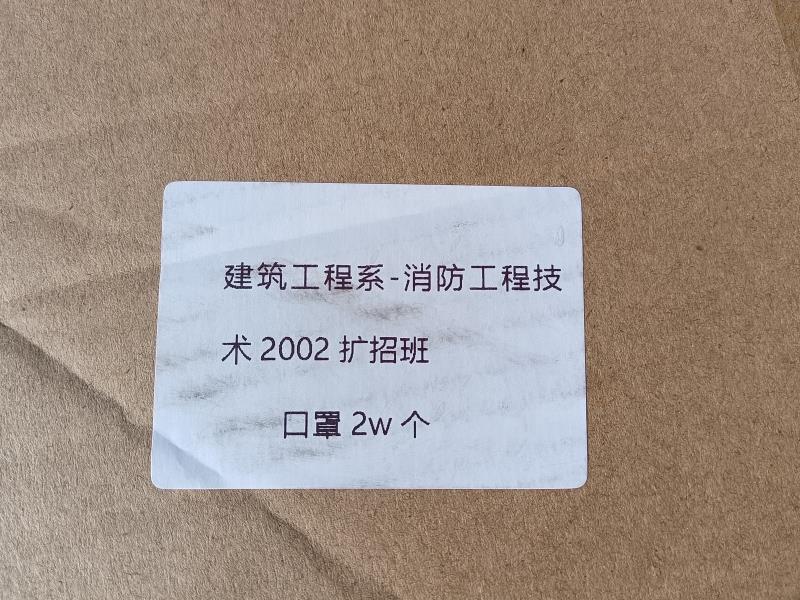 建筑工程系-消防工程技
术 2002 扩招班
口罩 2w 个